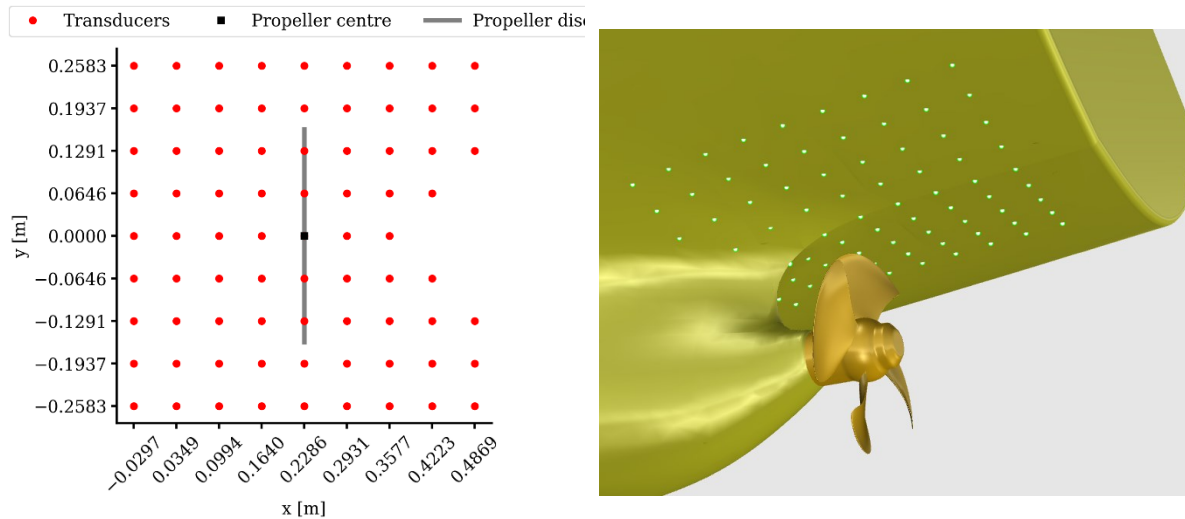 Transducers Propeller centre Propeller disc
0.2583
0.1937
0.1291
0.0646
0.0000
−0.0646
−0.1291
−0.1937
−0.2583
y [m]
−0.0297 0.0349 0.0994 0.1640 0.2286 0.2931 0.3577 0.4223 0.4869
x [m]